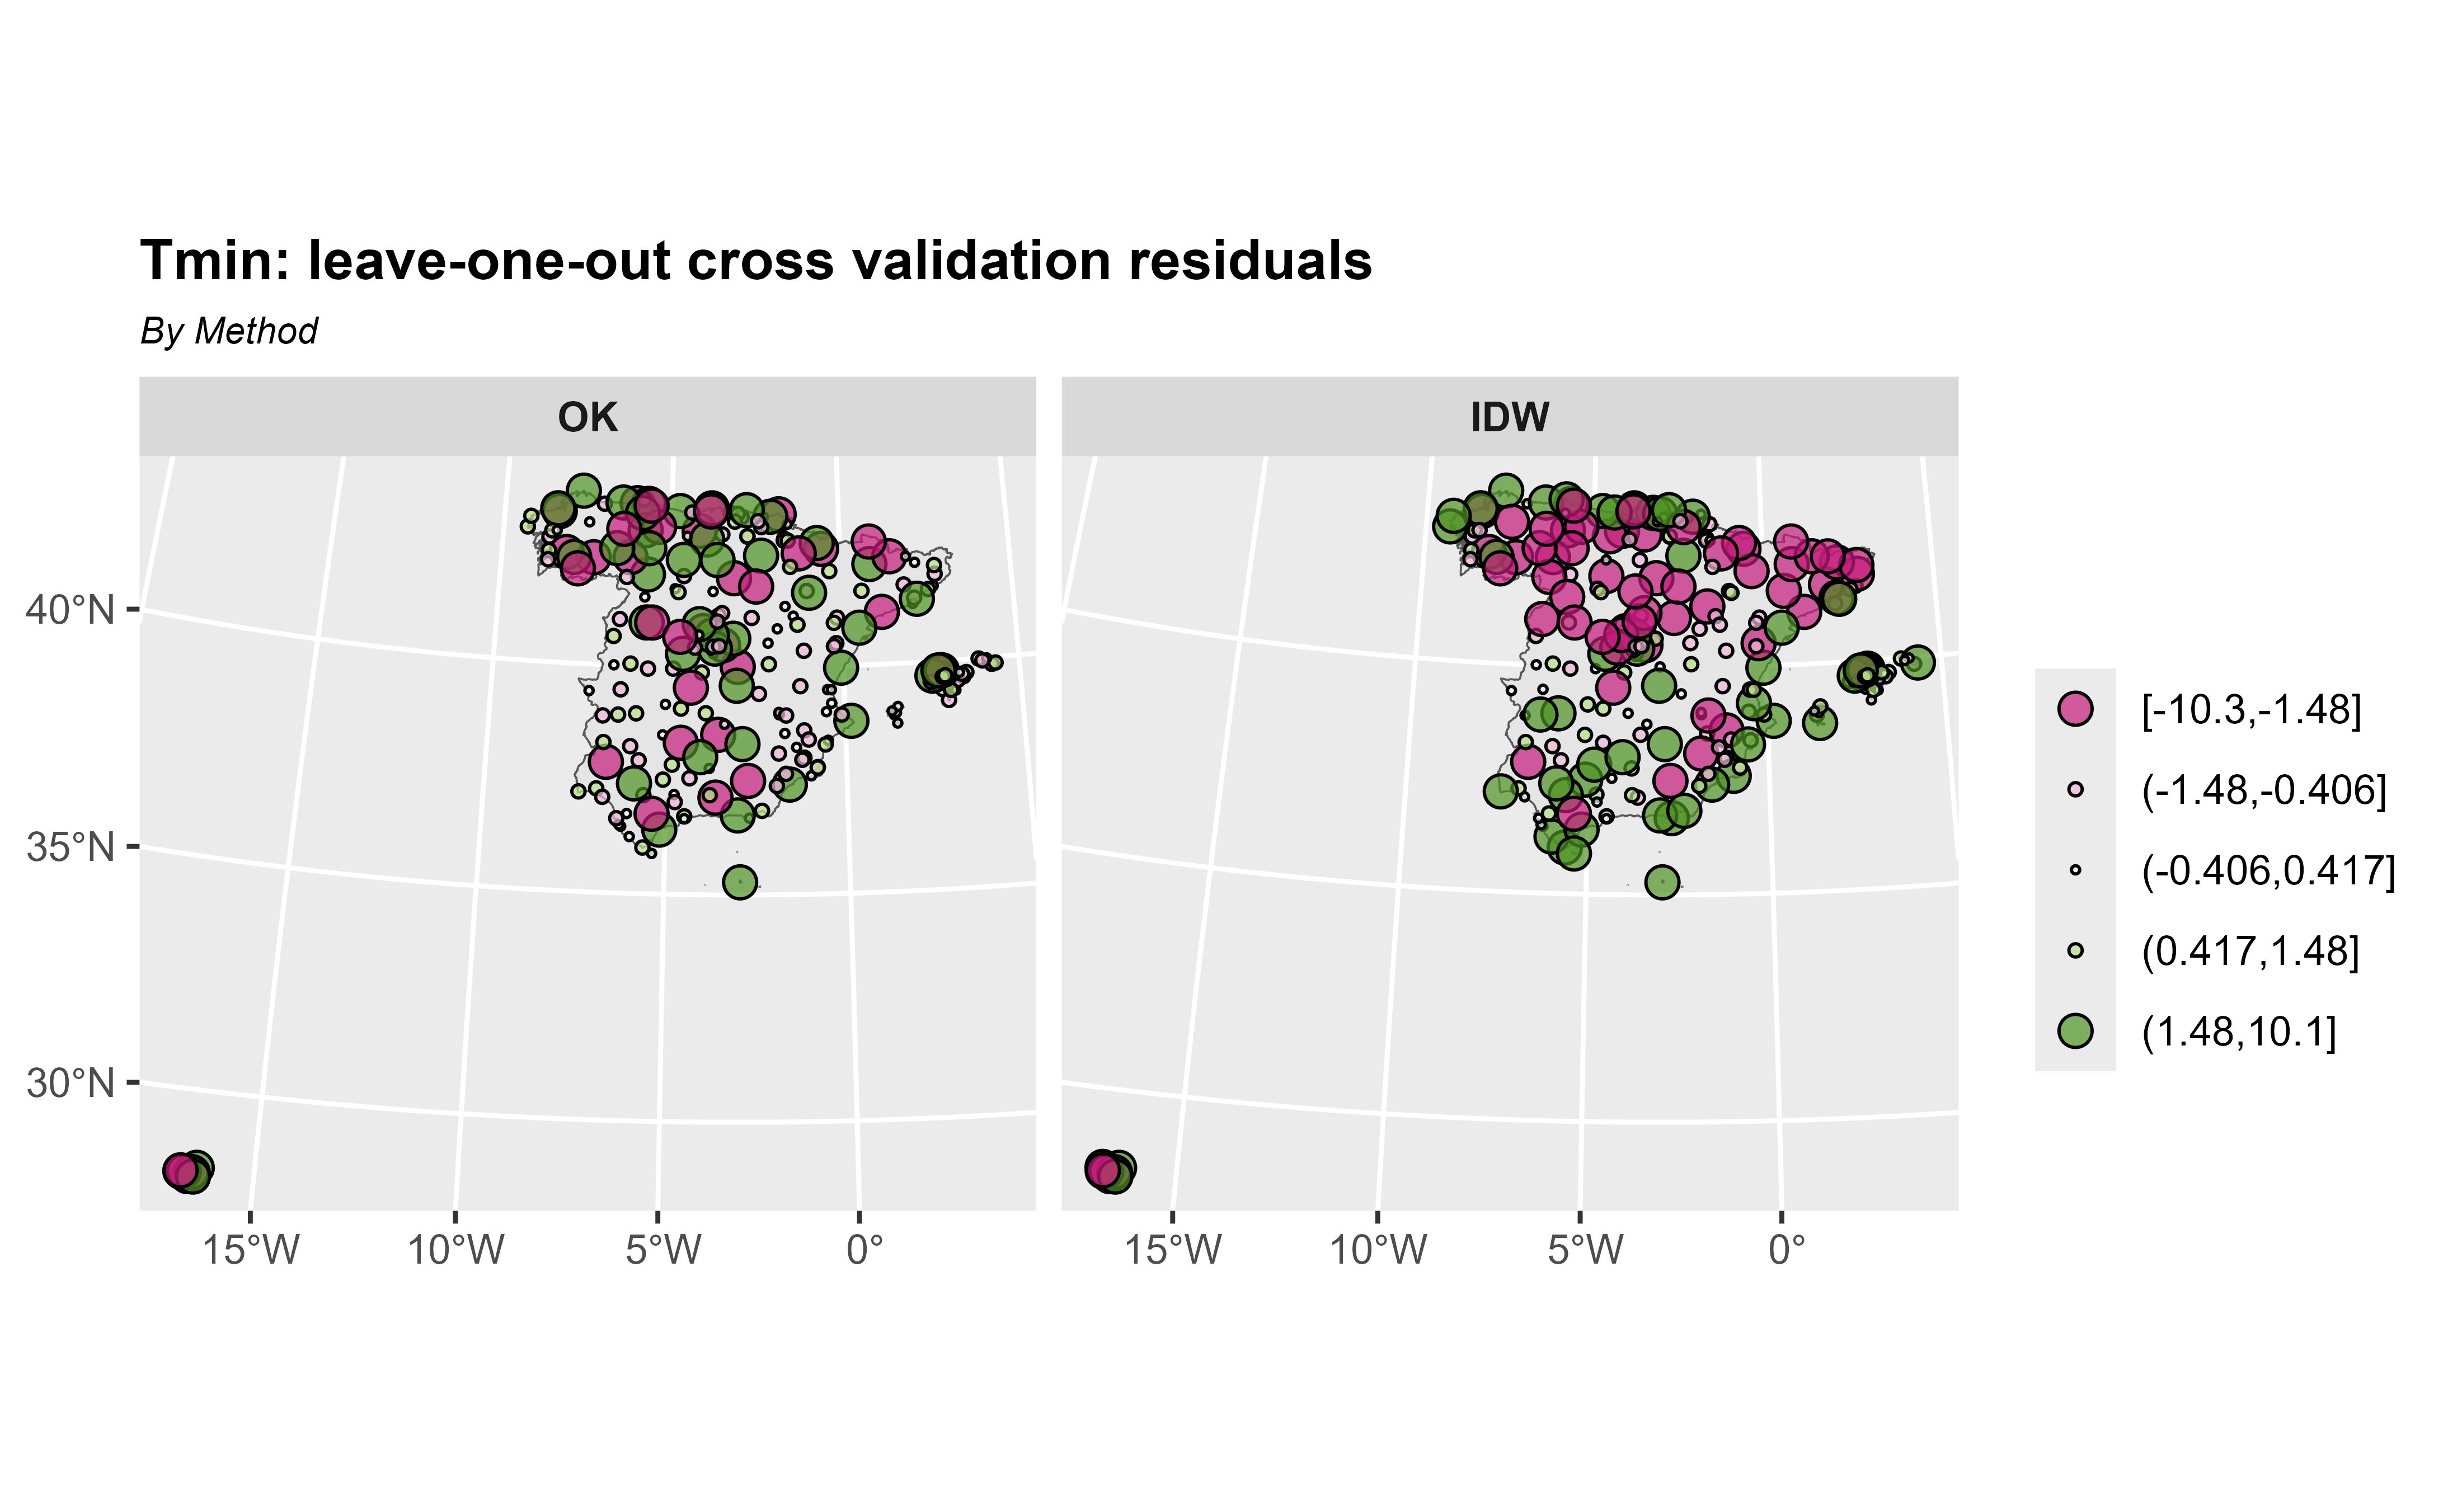 Tmin: leave-one-out cross validation residuals
By Method
OK
IDW
40°N
35°N
30°N
15°W 10°W 5°W 0°
15°W 10°W 5°W 0°
[-10.3,-1.48]
(-1.48,-0.406]
(-0.406,0.417]
(0.417,1.48]
(1.48,10.1]